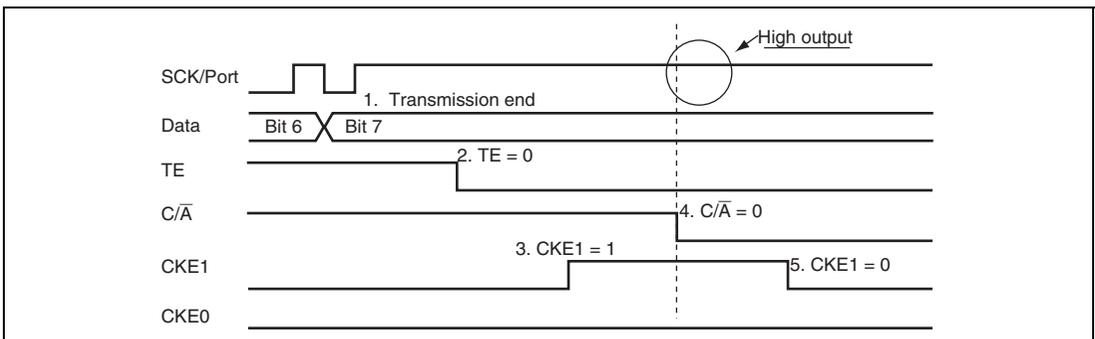 High output
SCK/Port
1. Transmission end
Data
Bit 6
Bit 7
TE
2. TE = 0
C/A̅
4. C/A̅ = 0
3. CKE1 = 1
CKE1
5. CKE1 = 0
CKE0